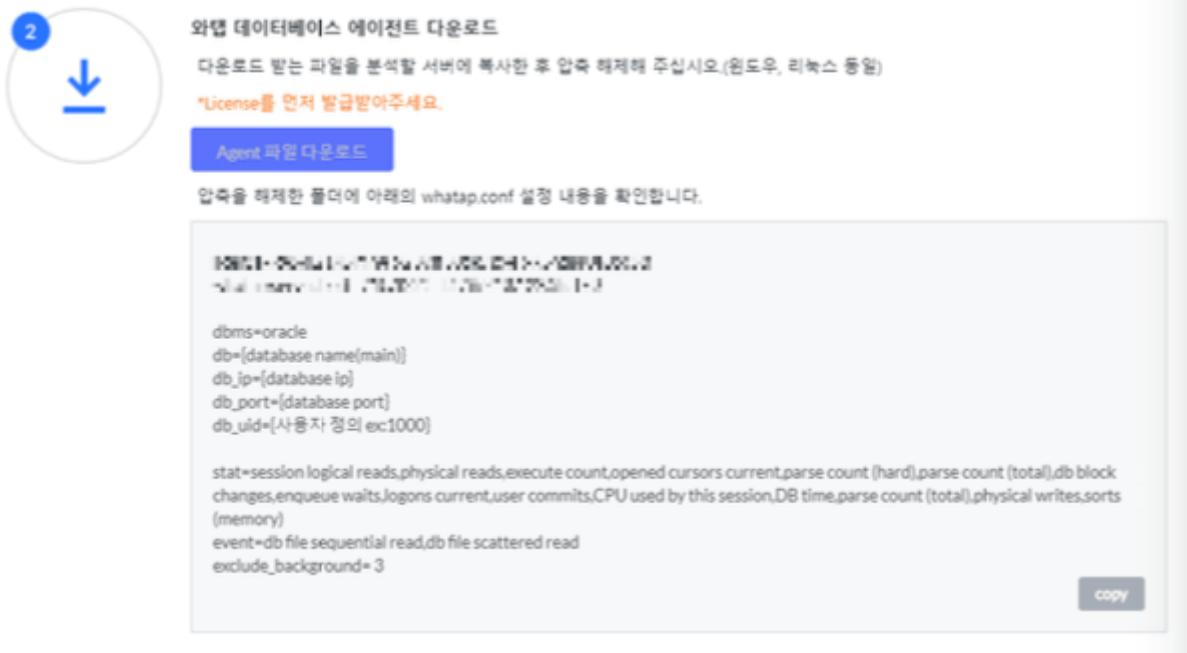 2
와탭 데이터베이스 에이전트 다운로드
다운로드 받는 파일을 분석할 서버에 복사한 후 압축 해제해 주십시오.(윈도우, 리눅스 동일)
*License를 먼저 발급받아주세요.
Agent 파일 다운로드
압축을 해제한 폴더에 아래의 whatap.conf 설정 내용을 확인합니다.
dbms=oracle
db={database name(main)}
db_ip={database ip}
db_port={database port}
db_uid={사용자 정의 ex:1000}
stat=session logical reads,physical reads,execute count,opened cursors current,parse count (hard),parse count (total),db block
changes,enqueue waits,logons current,user commits,CPU used by this session,DB time,parse count (total),physical writes,sorts
(memory)
event=db file sequential read,db file scattered read
exclude_background= 3
copy